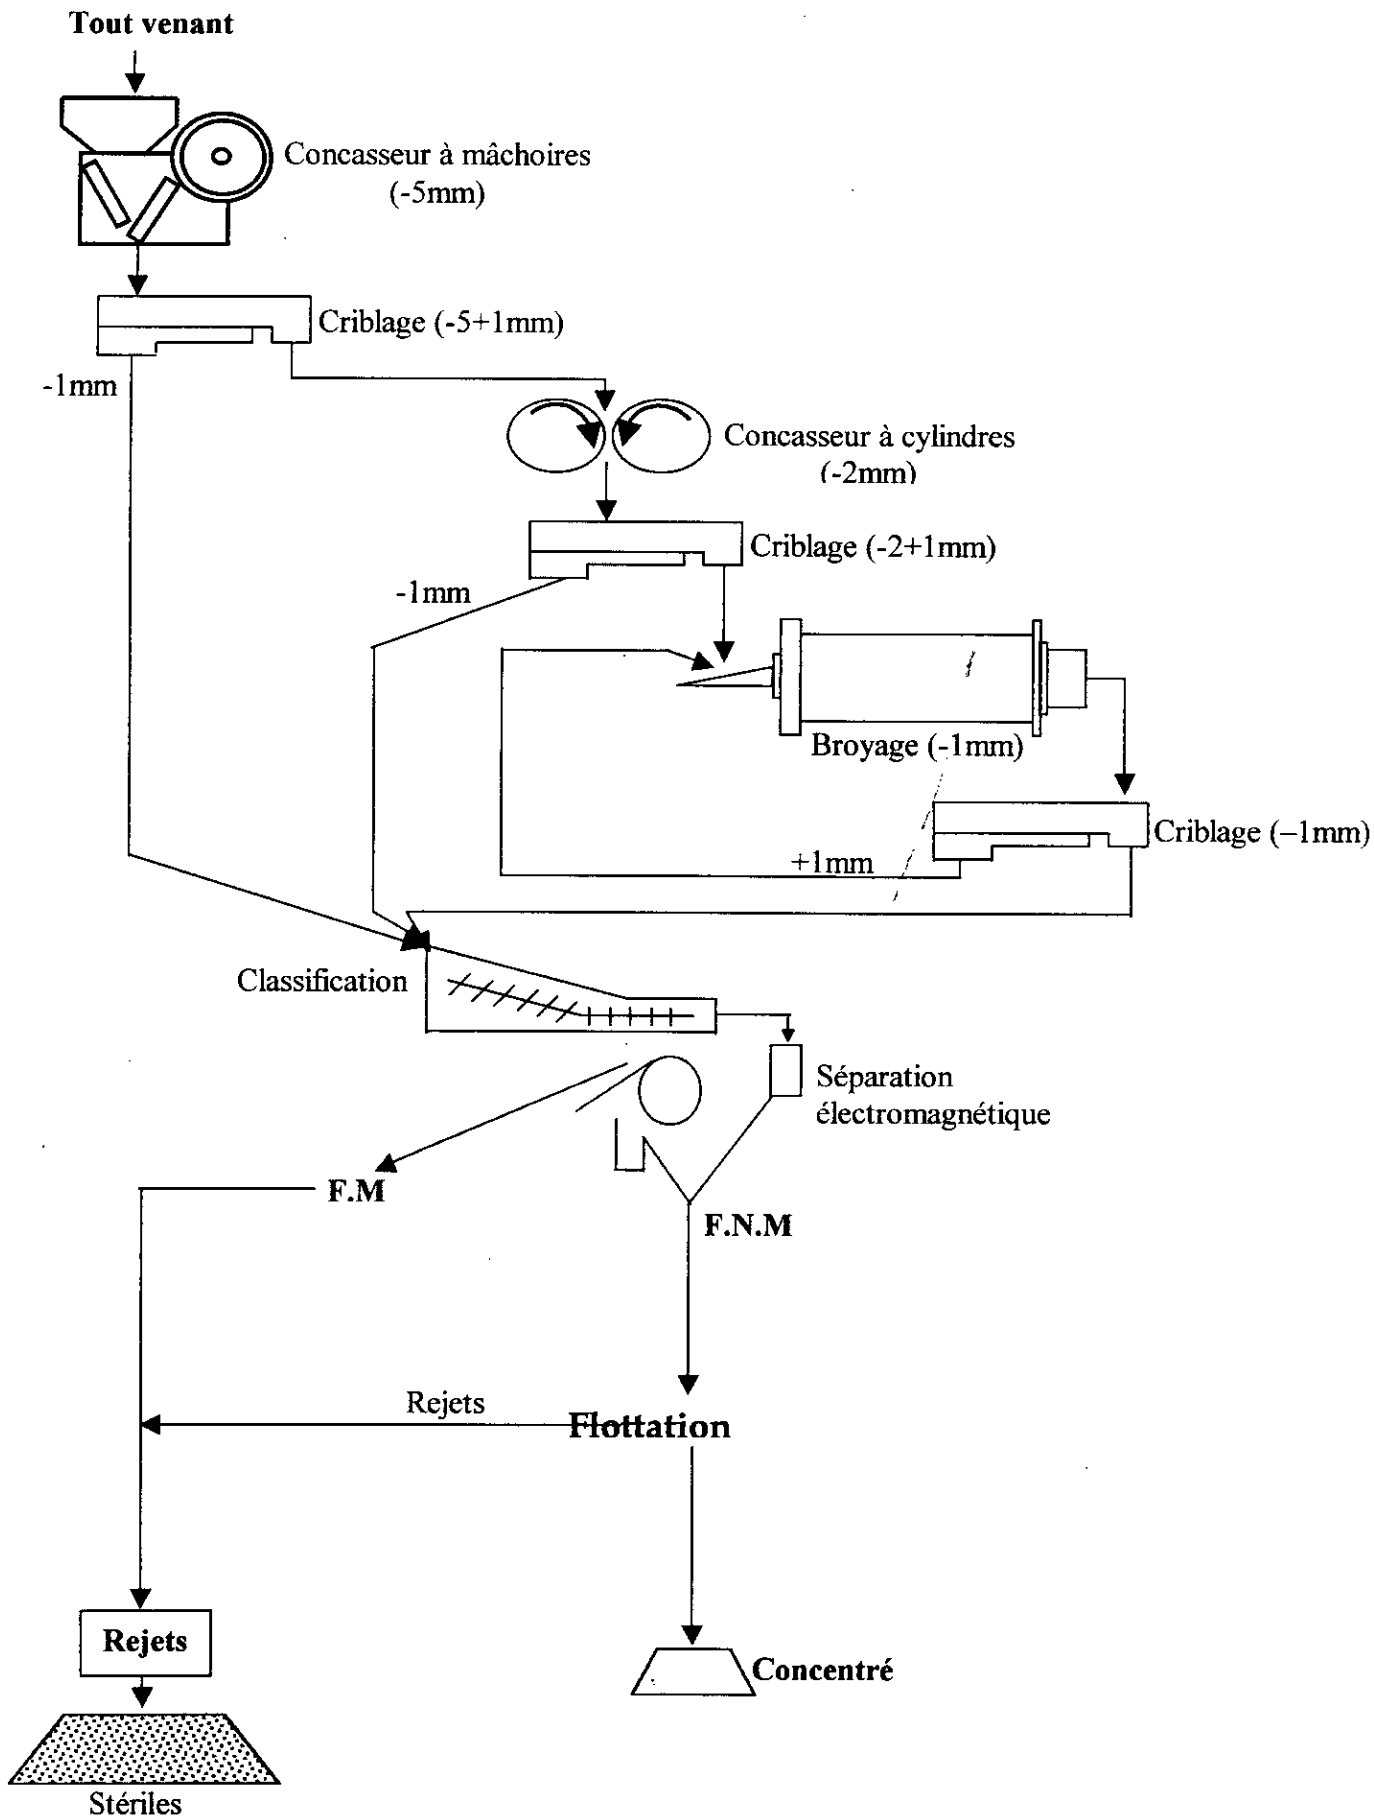 Tout venant
Concasseur à mâchoires
(-5mm)
Criblage (-5+1mm)
-1mm
Concasseur à cylindres
(-2mm)
Criblage (-2+1mm)
-1mm
Broyage (-1mm)
Criblage (–1mm)
+1mm
Classification
Séparation
électromagnétique
F.M
F.N.M
Rejets
Flottation
Rejets
Concentré
Stériles